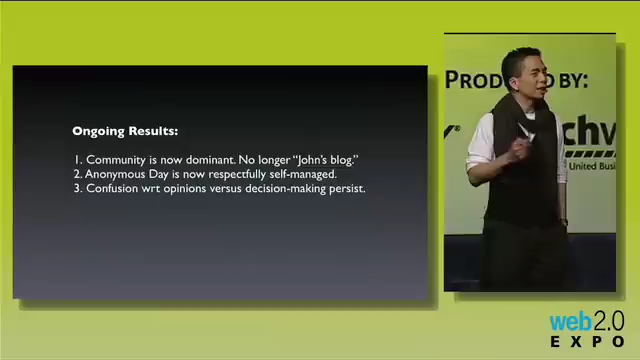 Ongoing Results:
1. Community is now dominant. No longer “John’s blog.”
2. Anonymous Day is now respectfully self-managed.
3. Confusion wrt opinions versus decision-making persist.
PRODUCED BY:
United
web2.0
EXPO